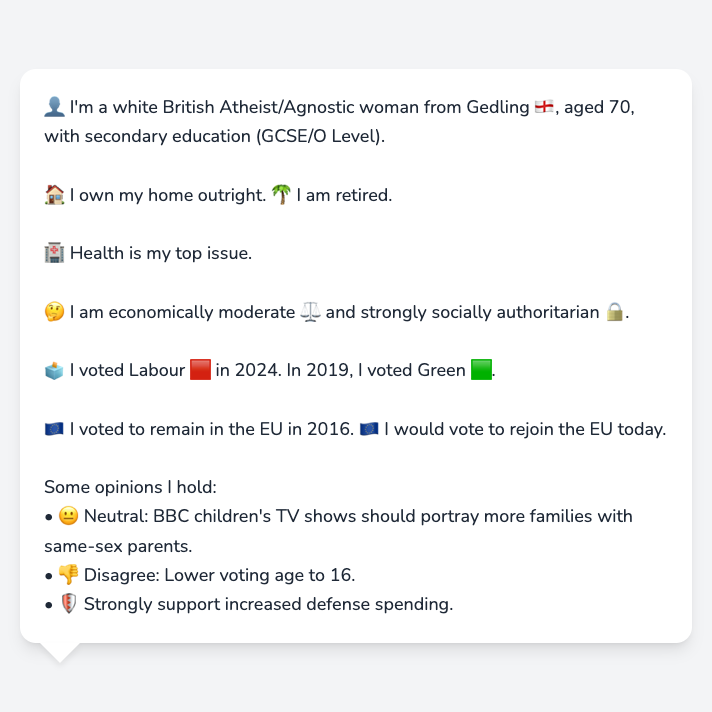 👤 I'm a white British Atheist/Agnostic woman from Gedling 🏴󠁧󠁢󠁥󠁮󠁧󠁿, aged 70,
with secondary education (GCSE/O Level).
🏠 I own my home outright. 🌴 I am retired.
🏥 Health is my top issue.
🤔 I am economically moderate ⚖️ and strongly socially authoritarian 🔒.
🗳️ I voted Labour 🟥 in 2024. In 2019, I voted Green 🟩.
🇪🇺 I voted to remain in the EU in 2016. 🇪🇺 I would vote to rejoin the EU today.
Some opinions I hold:
• 😐 Neutral: BBC children's TV shows should portray more families with
same-sex parents.
• 👎 Disagree: Lower voting age to 16.
• 🛡️ Strongly support increased defense spending.